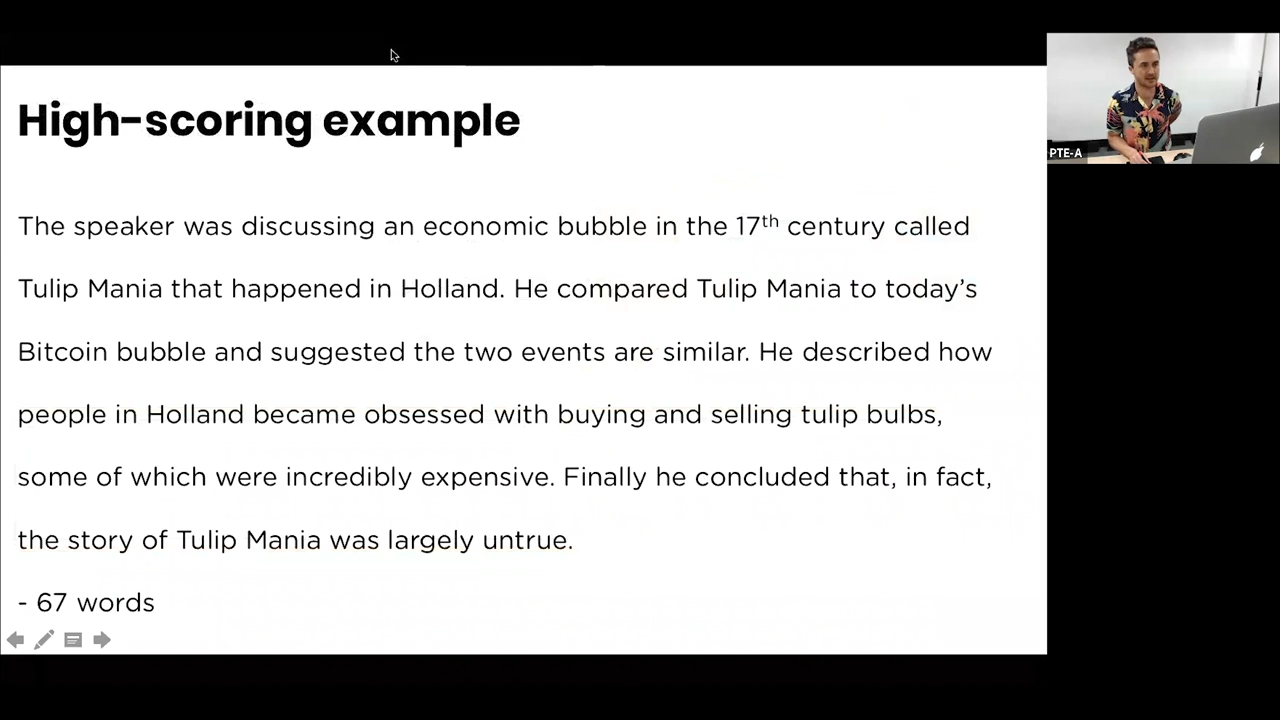 High-scoring example
The speaker was discussing an economic bubble in the 17th century called
Tulip Mania that happened in Holland. He compared Tulip Mania to today’s
Bitcoin bubble and suggested the two events are similar. He described how
people in Holland became obsessed with buying and selling tulip bulbs,
some of which were incredibly expensive. Finally he concluded that, in fact,
the story of Tulip Mania was largely untrue.
- 67 words
PTE-A